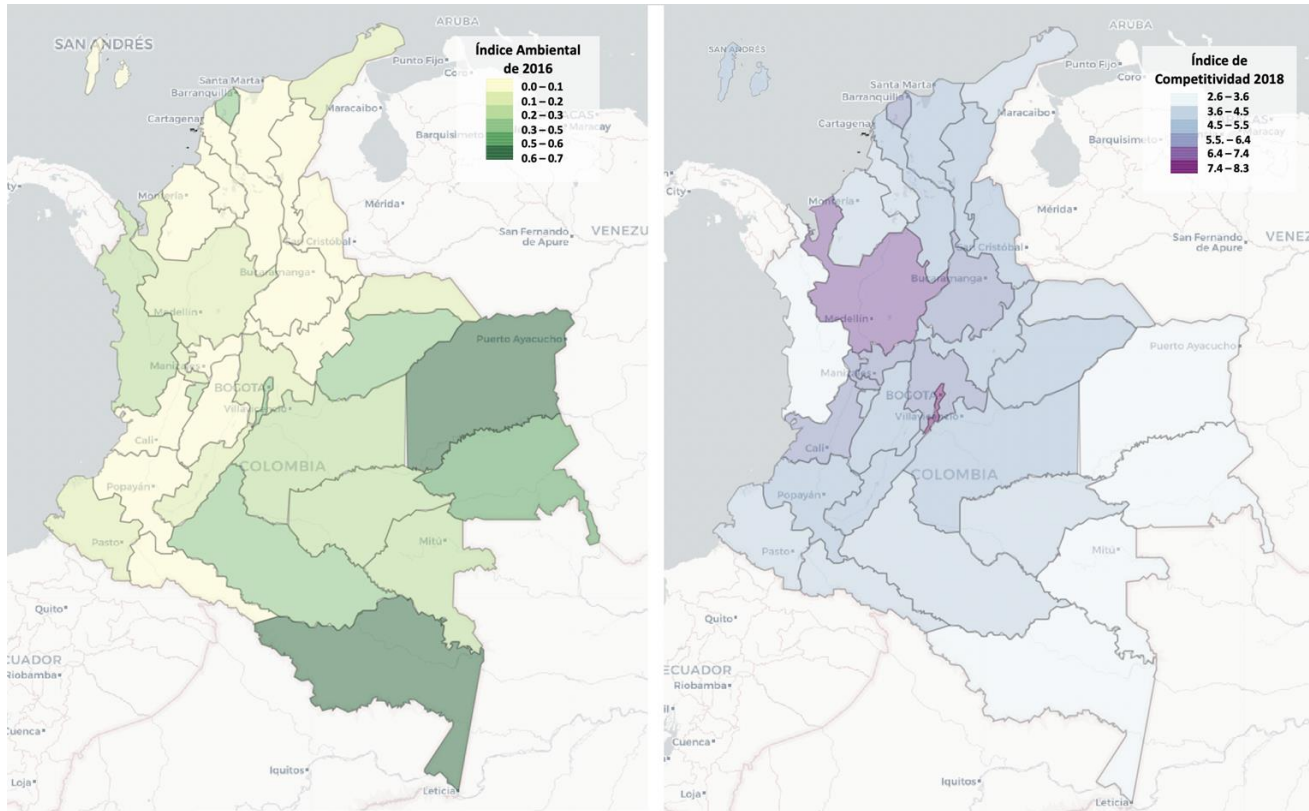 ARUBA
SAN ANDRÉS
Índice Ambiental
de 2016
0.0 – 0.1
0.1 – 0.2
0.2 – 0.3
0.3 – 0.5
0.5 – 0.6
0.6 – 0.7
Punto Fijo
Coro
Santa Marta
Barranquilla
Maracaibo
CARACAS
Maracay
Cartagena
Barquisimeto
Montería
Mérida
San Cristóbal
San Fernando
de Apure
VENEZU
Bucaramanga
Medellín
Puerto Ayacucho
Manizales
BOGOTÁ
Villavicencio
Cali
COLOMBIA
Popayán
Pasto
Mitú
Quito
CUADOR
Riobamba
Cuenca
Loja
Iquitos
Leticia
ARUBA
SAN ANDRÉS
Índice de
Competitividad 2018
2.6 – 3.6
3.6 – 4.5
4.5 – 5.5
5.5. – 6.4
6.4 – 7.4
7.4 – 8.3
Punto Fijo
Coro
Santa Marta
Barranquilla
Maracaibo
Maracay
Cartagena
Barquisimeto
City
Montería
Mérida
San Cristóbal
San Fernando
de Apure
VENEZ
Bucaramanga
Medellín
Puerto Ayacucho
Manizales
BOGOTÁ
Villavicencio
Cali
COLOMBIA
Popayán
Pasto
Mitú
Quito
ECUADOR
Riobamba
Cuenca
Loja
Iquitos
Leticia